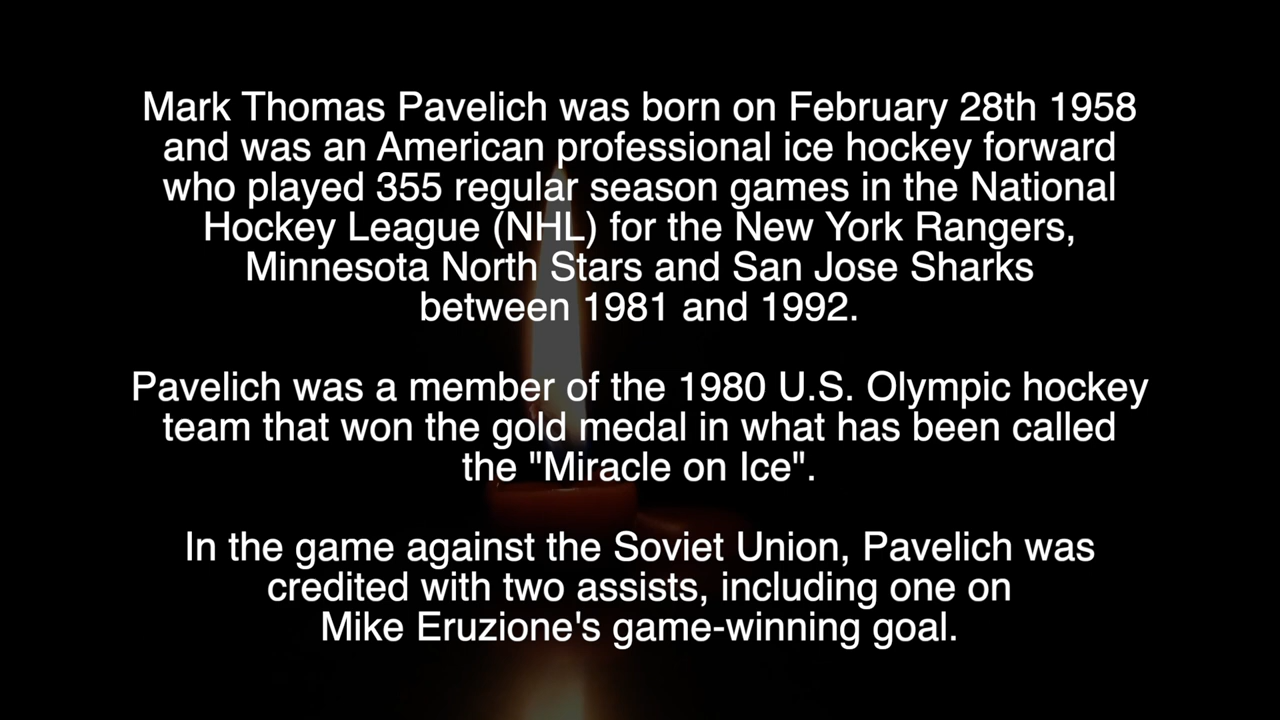 Mark Thomas Pavelich was born on February 28th 1958
and was an American professional ice hockey forward
who played 355 regular season games in the National
Hockey League (NHL) for the New York Rangers,
Minnesota North Stars and San Jose Sharks
between 1981 and 1992.
Pavelich was a member of the 1980 U.S. Olympic hockey
team that won the gold medal in what has been called
the "Miracle on Ice".
In the game against the Soviet Union, Pavelich was
credited with two assists, including one on
Mike Eruzione's game-winning goal.